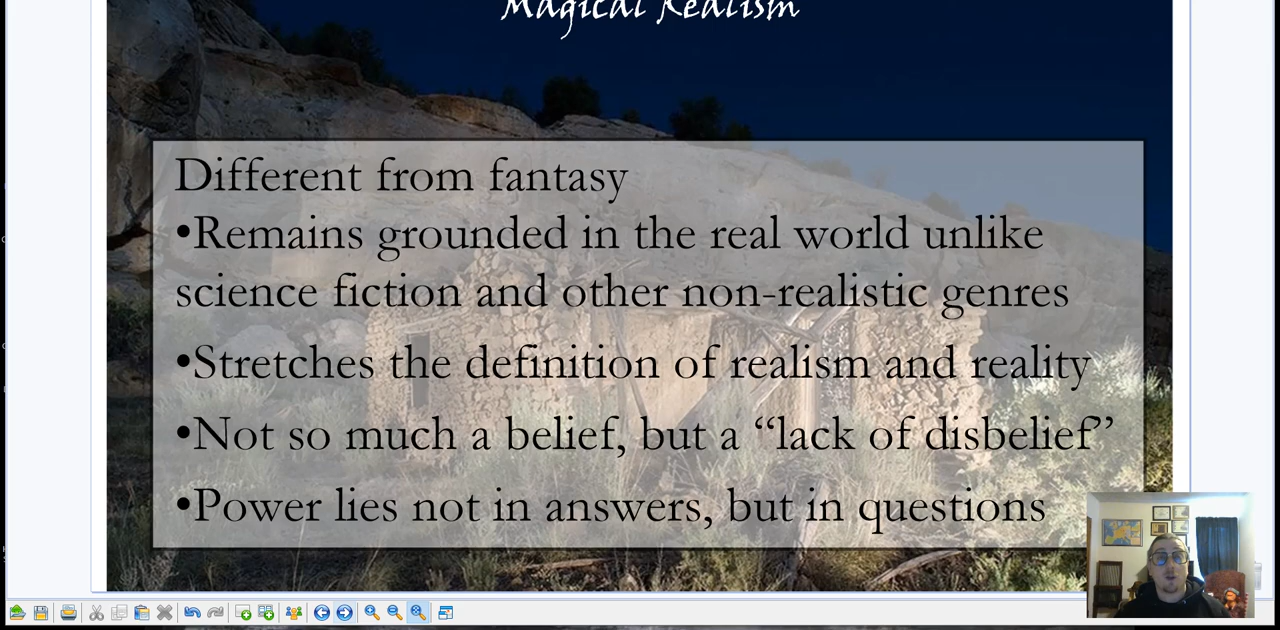 Magical Realism
Different from fantasy
•Remains grounded in the real world unlike
science fiction and other non-realistic genres
•Stretches the definition of realism and reality
•Not so much a belief, but a “lack of disbelief”
•Power lies not in answers, but in questions